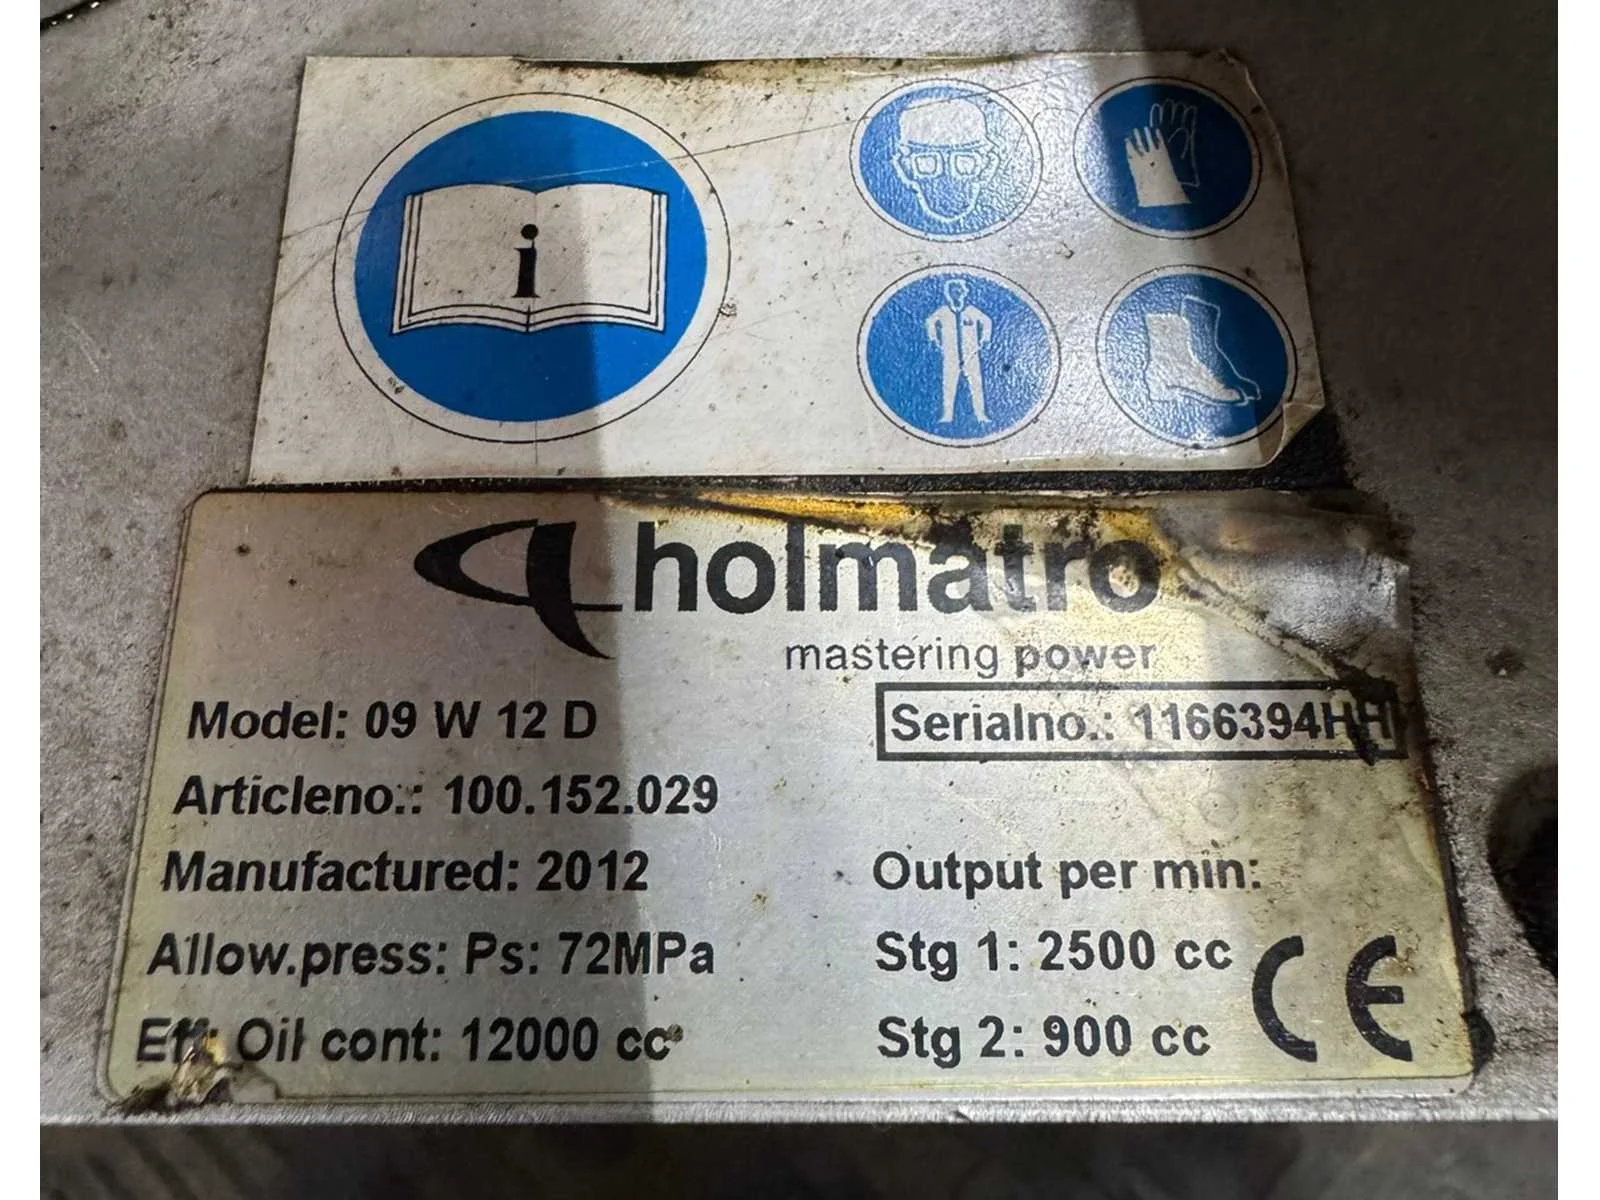 i
holmatro
mastering power
Model: 09 W 12 D
Serialno.: 1166394HH
Articleno.: 100.152.029
Manufactured: 2012
Output per min:
Allow.press: Ps: 72MPa
Stg 1: 2500 cc
Eff. Oil cont: 12000 cc
Stg 2: 900 cc
CE